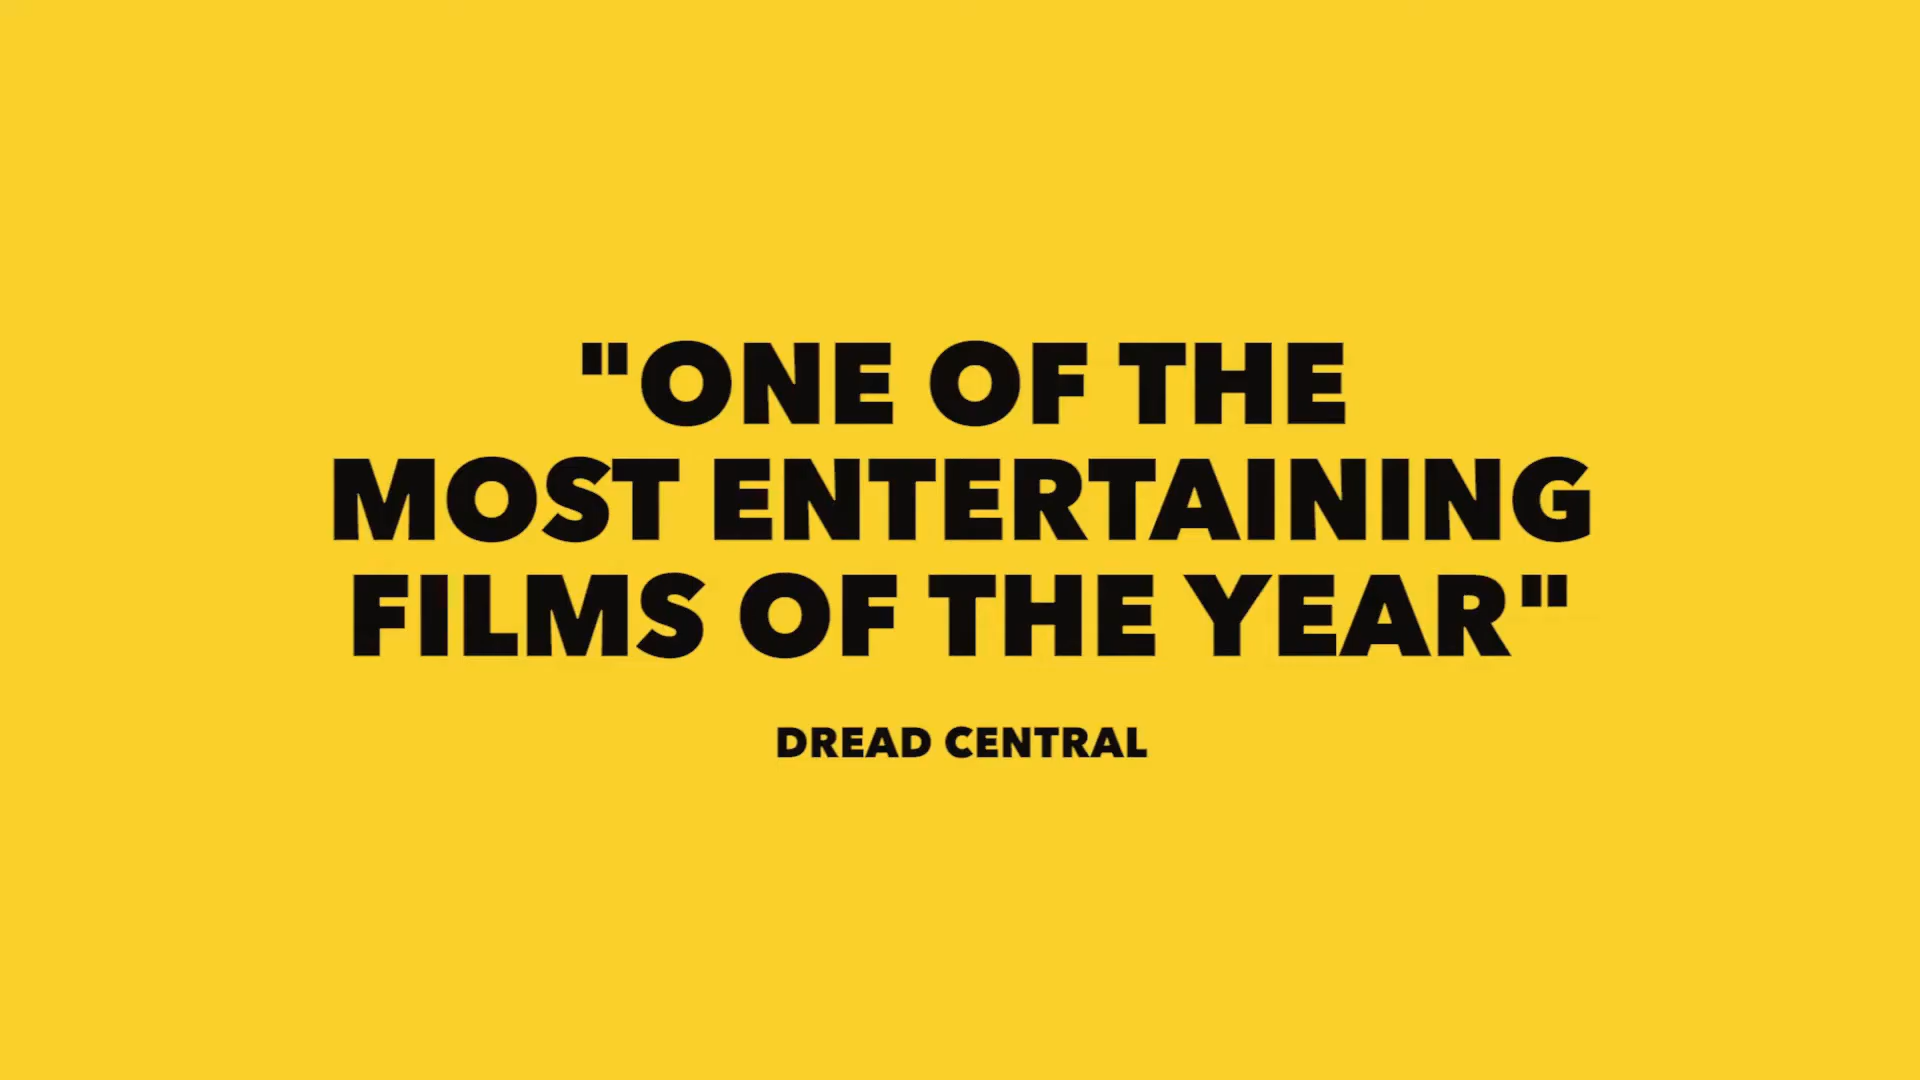 "ONE OF THE
MOST ENTERTAINING
FILMS OF THE YEAR"
DREAD CENTRAL